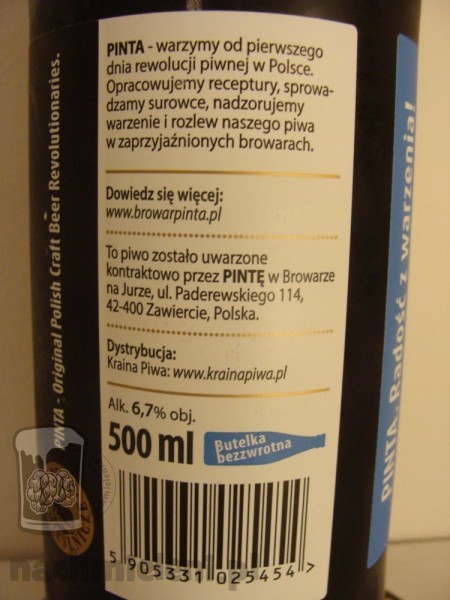 PINTA - warzymy od pierwszego
dnia rewolucji piwnej w Polsce.
Opracowujemy receptury, sprowa-
dzamy surowce, nadzorujemy
warzenie i rozlew naszego piwa
w zaprzyjaźnionych browarach.
Dowiedz się więcej:
www.browarpinta.pl
To piwo zostało uwarzone
kontraktowo przez PINTĘ w Browarze
na Jurze, ul. Paderewskiego 114,
42-400 Zawiercie, Polska.
Dystrybucja:
Kraina Piwa: www.krainapiwa.pl
Alk. 6,7% obj.
500 ml
Butelka
bezzwrotna
5 905331 025454 >
PINTA - Original Polish Craft Beer Revolutionaries.
PINTA. Radość z warzenia!